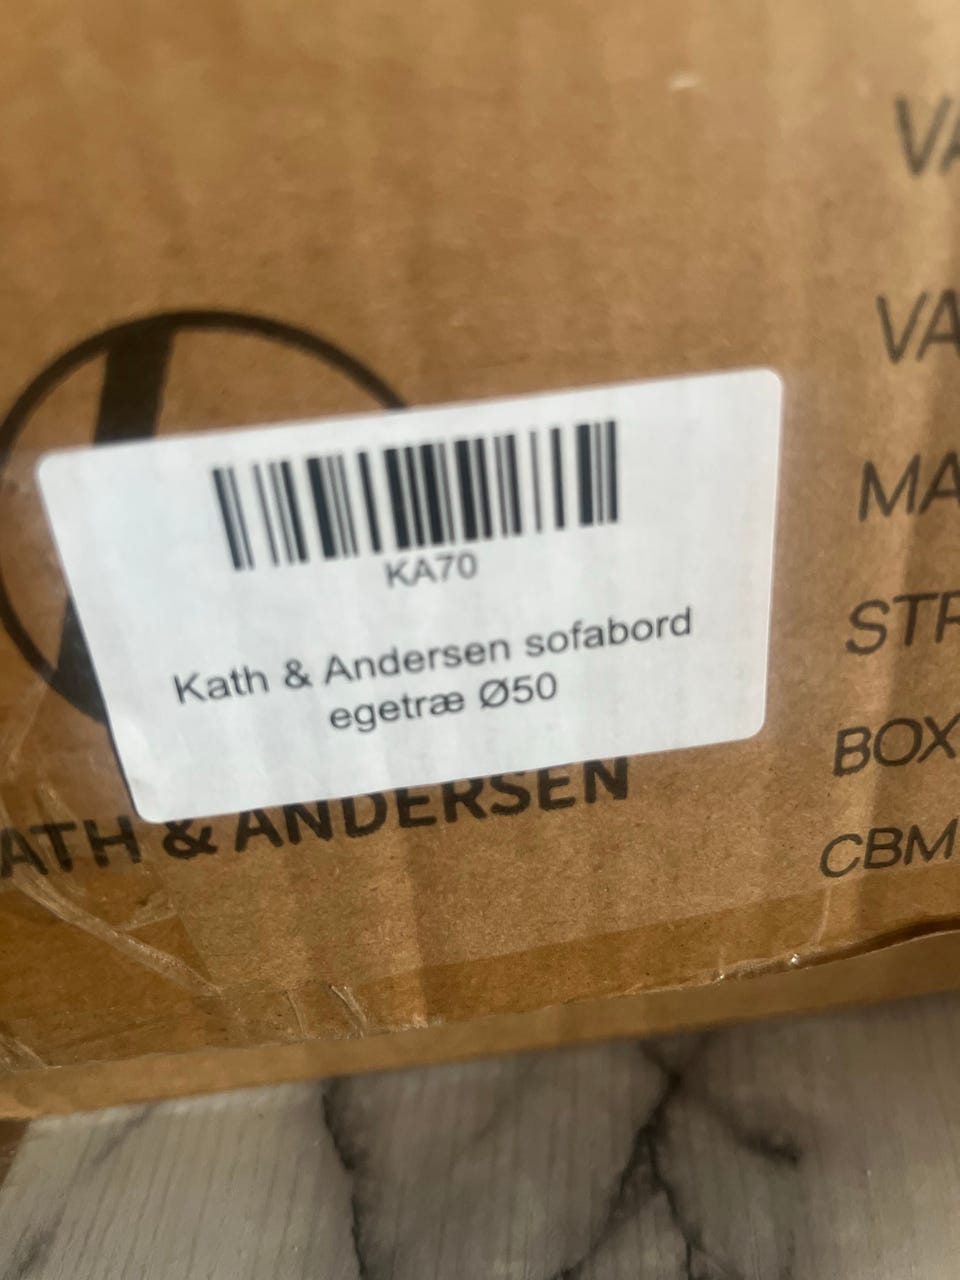 VA
VA
MA
STR
BOX
CBM
KA70
Kath & Andersen sofabord
egetræ Ø50
ATH & ANDERSEN